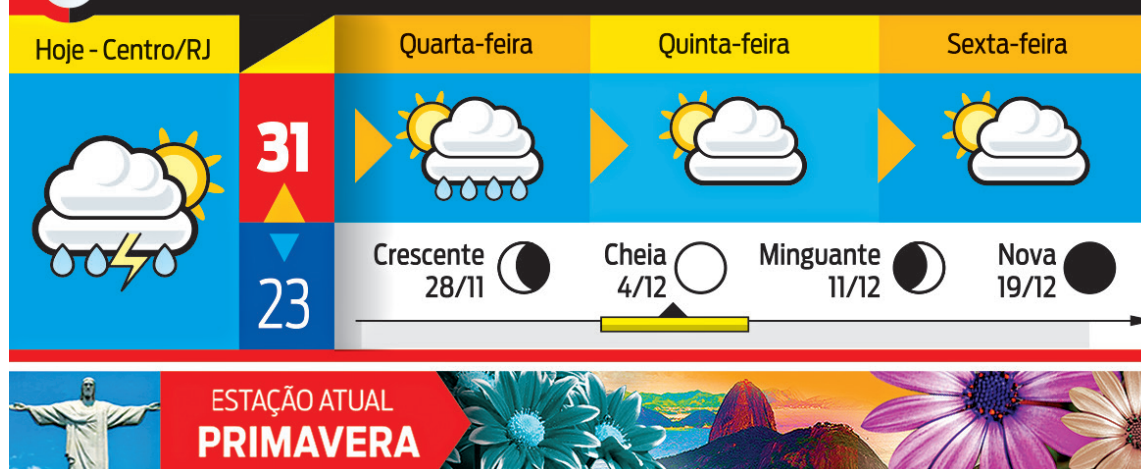 Hoje - Centro/RJ
Quarta-feira
Quinta-feira
Sexta-feira
31
23
Crescente
28/11
Cheia
4/12
Minguante
11/12
Nova
19/12
ESTAÇÃO ATUAL
PRIMAVERA